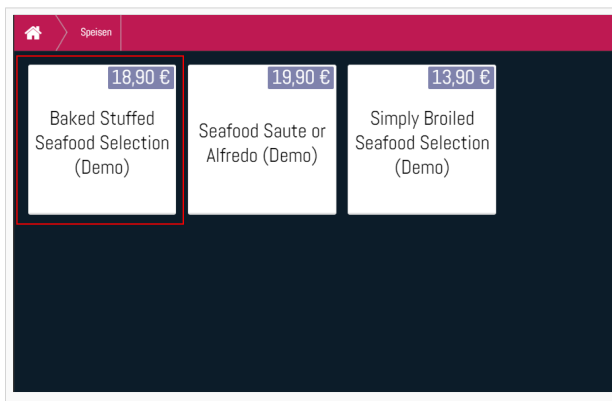 Speisen
18,90 €
Baked Stuffed
Seafood Selection
(Demo)
19,90 €
Seafood Saute or
Alfredo (Demo)
13,90 €
Simply Broiled
Seafood Selection
(Demo)